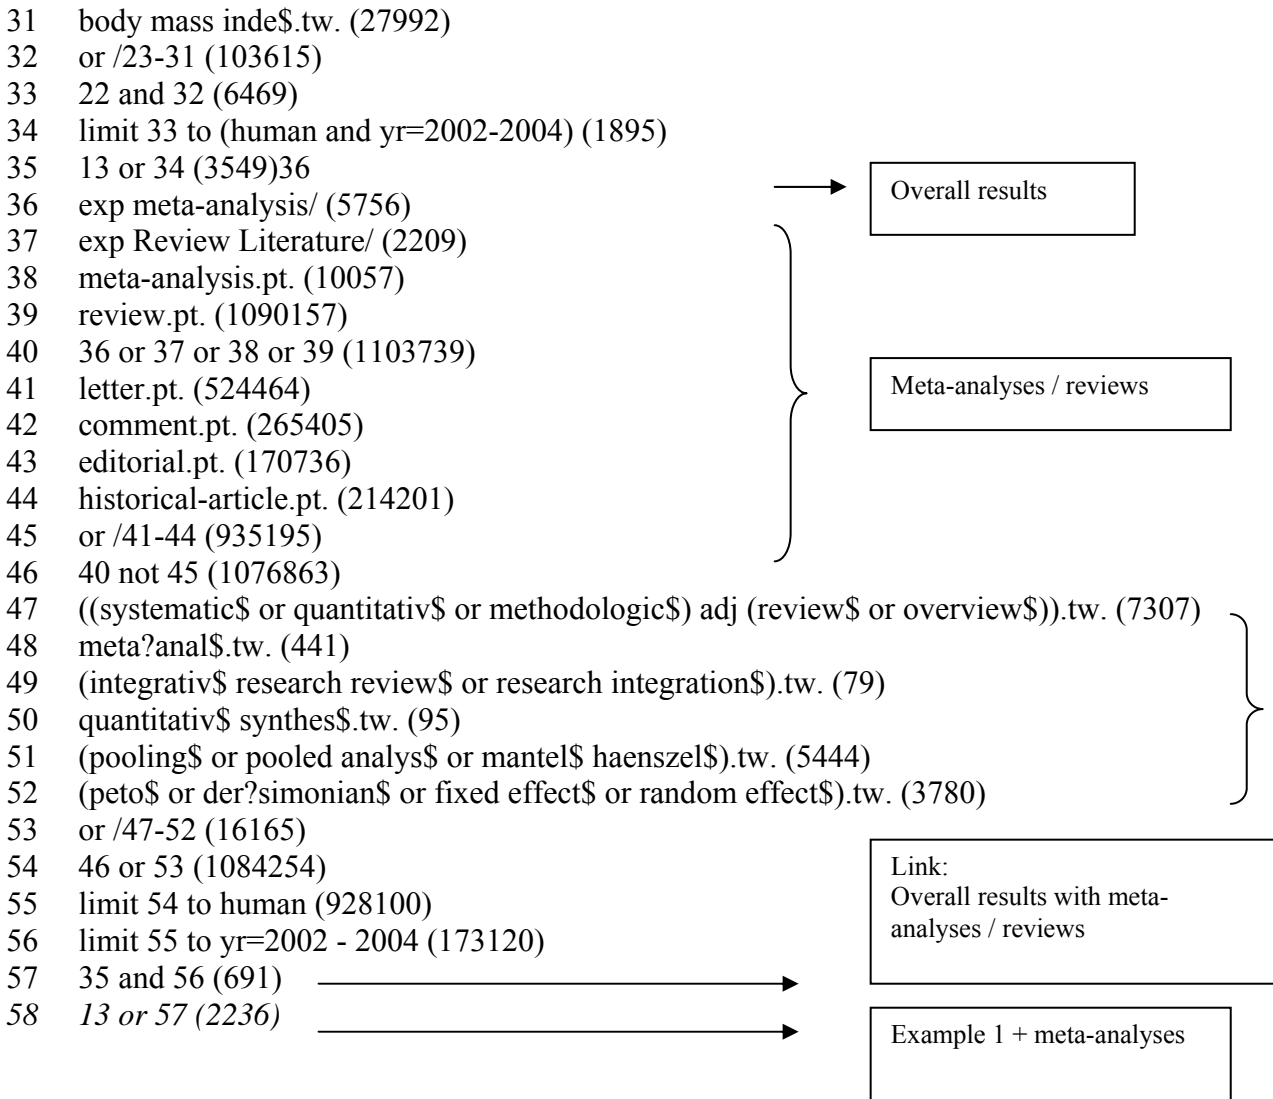 31 body mass inde$.tw. (27992)
32 or /23-31 (103615)
33 22 and 32 (6469)
34 limit 33 to (human and yr=2002-2004) (1895)
35 13 or 34 (3549)36
Overall results
36 exp meta-analysis/ (5756)
37 exp Review Literature/ (2209)
38 meta-analysis.pt. (10057)
39 review.pt. (1090157)
40 36 or 37 or 38 or 39 (1103739)
41 letter.pt. (524464)
Meta-analyses / reviews
42 comment.pt. (265405)
43 editorial.pt. (170736)
44 historical-article.pt. (214201)
45 or /41-44 (935195)
46 40 not 45 (1076863)
47 ((systematic$ or quantitativ$ or methodologic$) adj (review$ or overview$)).tw. (7307)
48 meta?anal$.tw. (441)
49 (integrativ$ research review$ or research integration$).tw. (79)
50 quantitativ$ synthes$.tw. (95)
51 (pooling$ or pooled analys$ or mantel$ haenszel$).tw. (5444)
52 (peto$ or der?simonian$ or fixed effect$ or random effect$).tw. (3780)
53 or /47-52 (16165)
54 46 or 53 (1084254)
55 limit 54 to human (928100)
56 limit 55 to yr=2002 - 2004 (173120)
Link:
Overall results with meta-
analyses / reviews
57 35 and 56 (691)
58 13 or 57 (2236)
Example 1 + meta-analyses